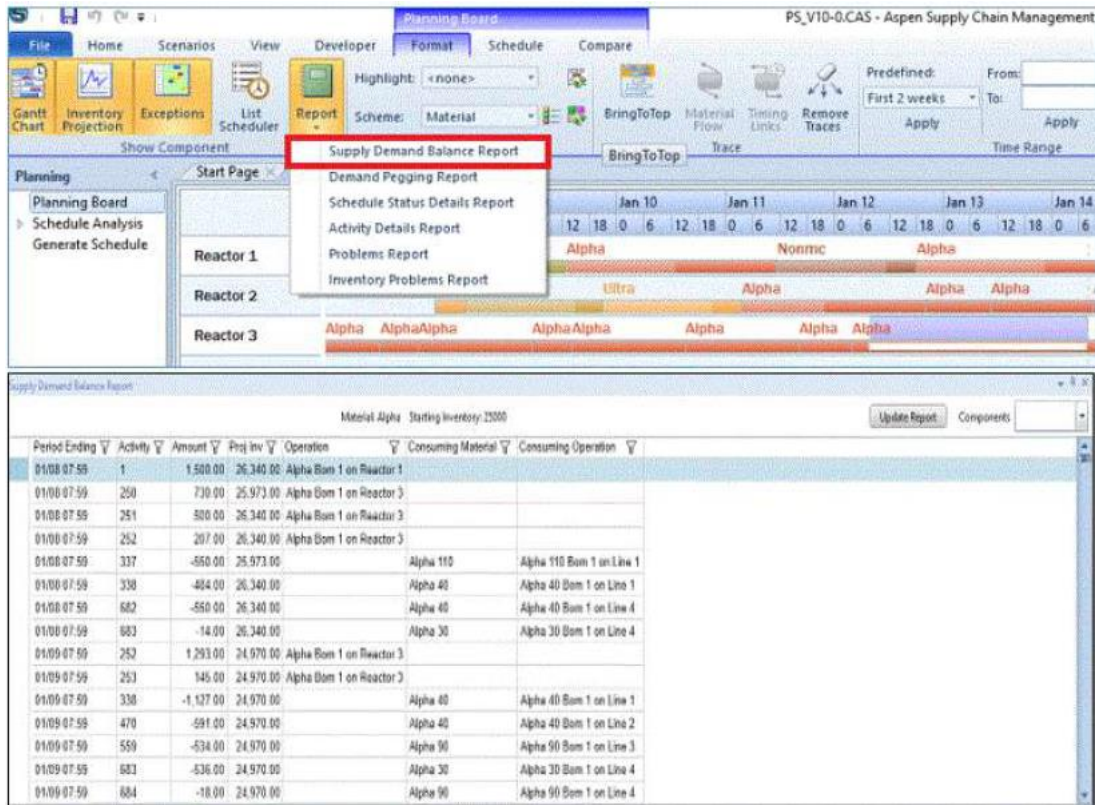 Planning Board
PS_V10-0.CAS - Aspen Supply Chain Management
File Home Scenarios View Developer Format Schedule Compare
Gantt Chart
Inventory Projection
Exceptions
List Scheduler
Report
Highlight: <none>
Scheme: Material
BringToTop
Material Flow
Timing Links
Remove Traces
Predefined:
First 2 weeks
Apply
From:
To:
Apply
Show Component
Trace
Time Range
Supply Demand Balance Report
BringToTop
Demand Pegging Report
Schedule Status Details Report
Activity Details Report
Problems Report
Inventory Problems Report
Planning
Planning Board
Schedule Analysis
Generate Schedule
Start Page
Jan 10 Jan 11 Jan 12 Jan 13 Jan 14
12 18 0 6 12 18 0 6 12 18 0 6 12 18 0 6 12 18 0 6
Reactor 1 Alpha Nonmc Alpha
Reactor 2 Ultra Alpha Alpha Alpha
Reactor 3 Alpha AlphaAlpha AlphaAlpha Alpha Alpha Alpha
Supply Demand Balance Report
Material: Alpha Starting Inventory: 25000
Update Report Components
Period Ending Activity Amount Proj Inv Operation Consuming Material Consuming Operation
01/08 07:59 1 1,500.00 26,340.00 Alpha Bom 1 on Reactor 1
01/08 07:59 250 730.00 25,973.00 Alpha Bom 1 on Reactor 3
01/08 07:59 251 500.00 26,340.00 Alpha Bom 1 on Reactor 3
01/08 07:59 252 207.00 26,340.00 Alpha Bom 1 on Reactor 3
01/08 07:59 337 -550.00 25,973.00 Alpha 110 Alpha 110 Bom 1 on Line 1
01/08 07:59 338 -484.00 26,340.00 Alpha 40 Alpha 40 Bom 1 on Line 1
01/08 07:59 682 -550.00 26,340.00 Alpha 40 Alpha 40 Bom 1 on Line 4
01/08 07:59 683 -14.00 26,340.00 Alpha 30 Alpha 30 Bom 1 on Line 4
01/09 07:59 252 1,293.00 24,970.00 Alpha Bom 1 on Reactor 3
01/09 07:59 253 145.00 24,970.00 Alpha Bom 1 on Reactor 3
01/09 07:59 338 -1,127.00 24,970.00 Alpha 40 Alpha 40 Bom 1 on Line 1
01/09 07:59 470 -591.00 24,970.00 Alpha 40 Alpha 40 Bom 1 on Line 2
01/09 07:59 559 -534.00 24,970.00 Alpha 90 Alpha 90 Bom 1 on Line 3
01/09 07:59 683 -536.00 24,970.00 Alpha 30 Alpha 30 Bom 1 on Line 4
01/09 07:59 684 -18.00 24,970.00 Alpha 90 Alpha 90 Bom 1 on Line 4